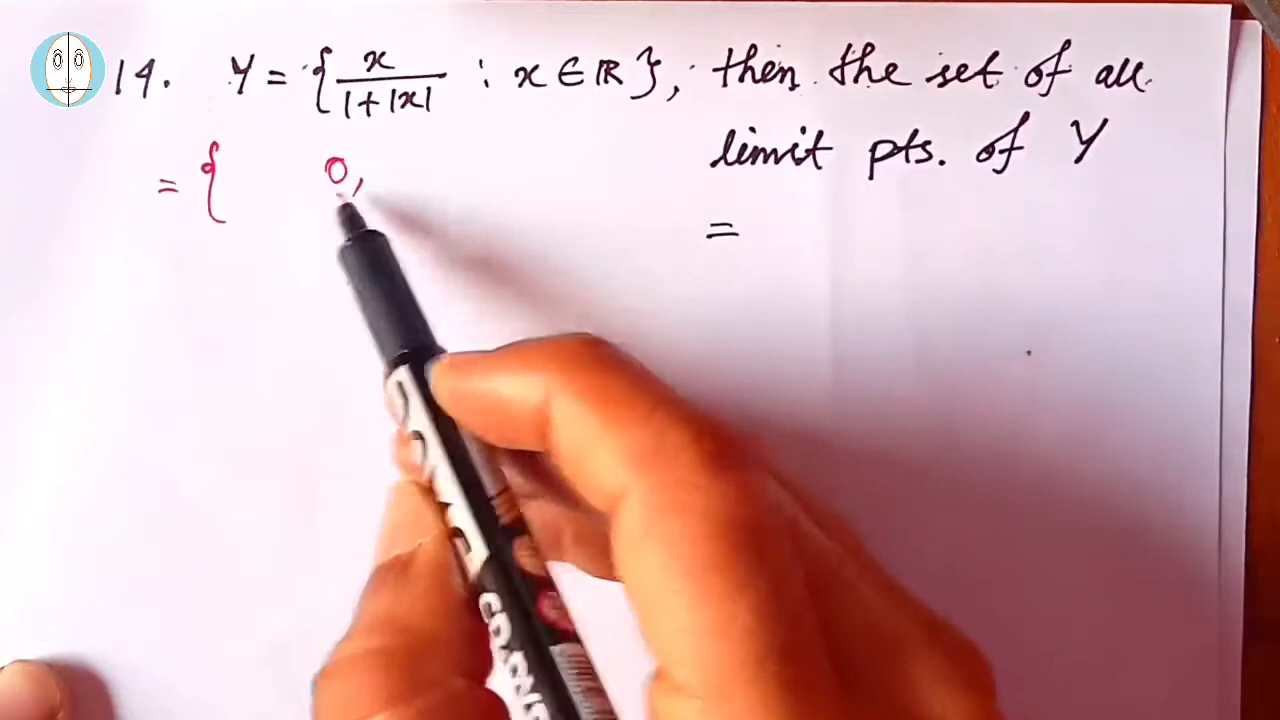 14. Y = { x / 1+|x| : x ∈ ℝ }, then the set of all
limit pts. of Y
= { 0,
=